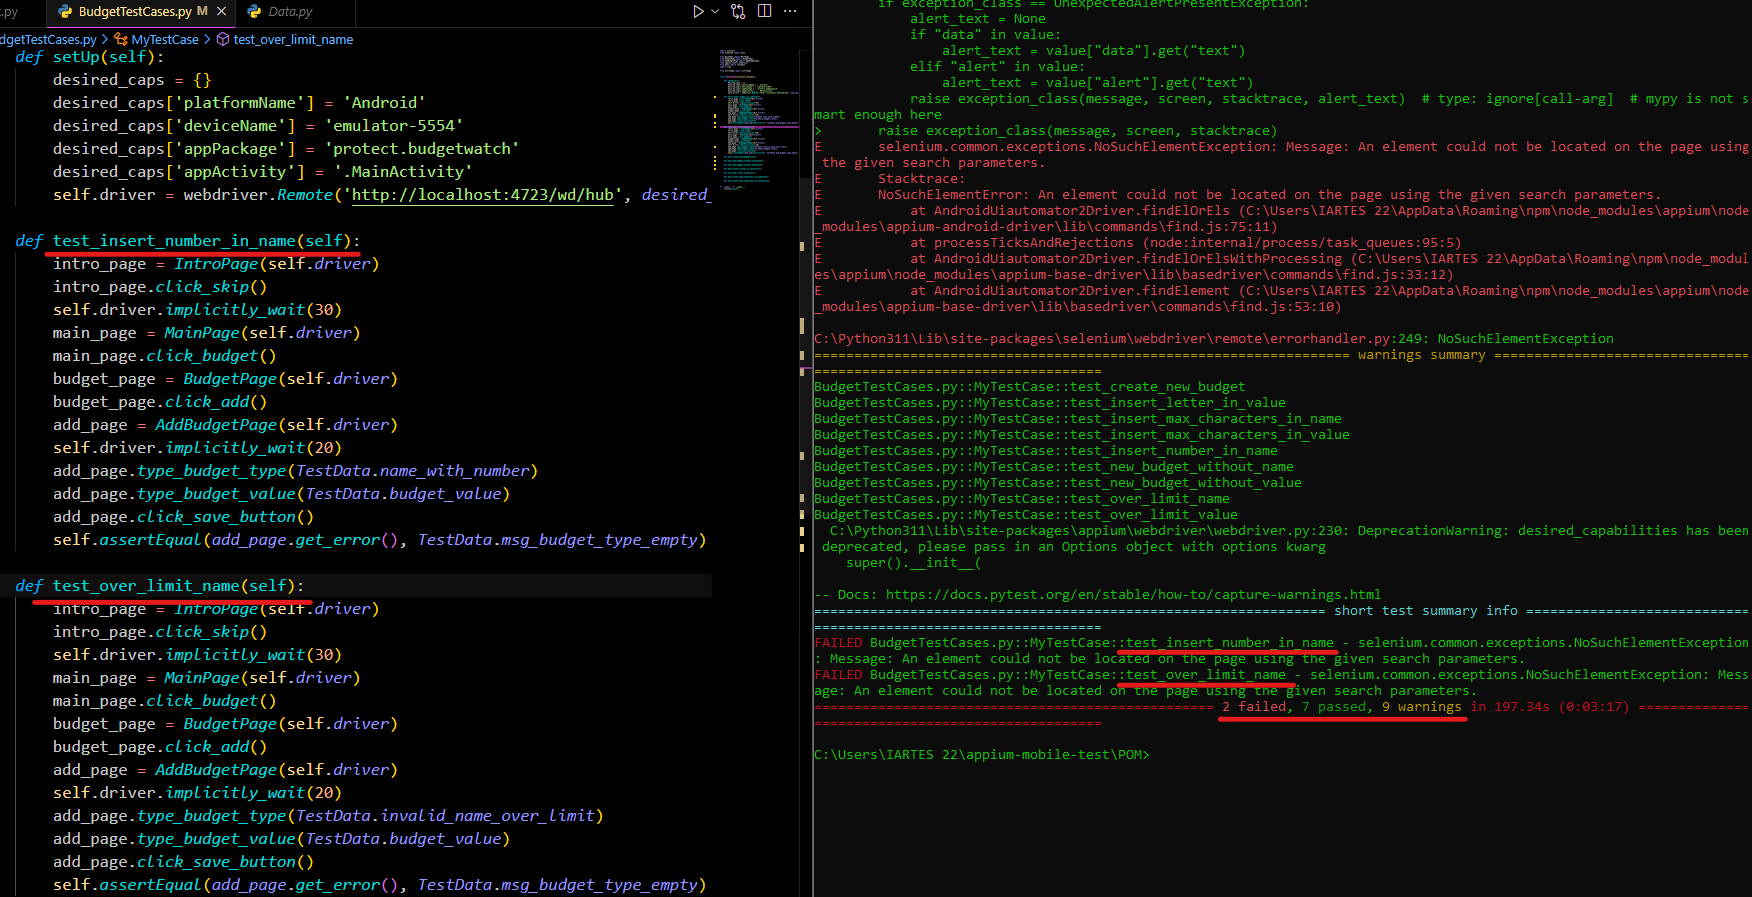 .py
BudgetTestCases.py M
Data.py
dgetTestCases.py > MyTestCase > test_over_limit_name
def setUp(self):
desired_caps = {}
desired_caps['platformName'] = 'Android'
desired_caps['deviceName'] = 'emulator-5554'
desired_caps['appPackage'] = 'protect.budgetwatch'
desired_caps['appActivity'] = '.MainActivity'
self.driver = webdriver.Remote('http://localhost:4723/wd/hub', desired_
def test_insert_number_in_name(self):
intro_page = IntroPage(self.driver)
intro_page.click_skip()
self.driver.implicitly_wait(30)
main_page = MainPage(self.driver)
main_page.click_budget()
budget_page = BudgetPage(self.driver)
budget_page.click_add()
add_page = AddBudgetPage(self.driver)
self.driver.implicitly_wait(20)
add_page.type_budget_type(TestData.name_with_number)
add_page.type_budget_value(TestData.budget_value)
add_page.click_save_button()
self.assertEqual(add_page.get_error(), TestData.msg_budget_type_empty)
def test_over_limit_name(self):
intro_page = IntroPage(self.driver)
intro_page.click_skip()
self.driver.implicitly_wait(30)
main_page = MainPage(self.driver)
main_page.click_budget()
budget_page = BudgetPage(self.driver)
budget_page.click_add()
add_page = AddBudgetPage(self.driver)
self.driver.implicitly_wait(20)
add_page.type_budget_type(TestData.invalid_name_over_limit)
add_page.type_budget_value(TestData.budget_value)
add_page.click_save_button()
self.assertEqual(add_page.get_error(), TestData.msg_budget_type_empty)
if exception_class == UnexpectedAlertPresentException:
alert_text = None
if "data" in value:
alert_text = value["data"].get("text")
elif "alert" in value:
alert_text = value["alert"].get("text")
raise exception_class(message, screen, stacktrace, alert_text)  # type: ignore[call-arg]  # mypy is not s
mart enough here
> raise exception_class(message, screen, stacktrace)
E selenium.common.exceptions.NoSuchElementException: Message: An element could not be located on the page using
the given search parameters.
E Stacktrace:
E NoSuchElementError: An element could not be located on the page using the given search parameters.
E at AndroidUiautomator2Driver.findElOrEls (C:\Users\IARTES 22\AppData\Roaming\npm\node_modules\appium\node
_modules\appium-android-driver\lib\commands\find.js:75:11)
E at processTicksAndRejections (node:internal/process/task_queues:95:5)
E at AndroidUiautomator2Driver.findElOrElsWithProcessing (C:\Users\IARTES 22\AppData\Roaming\npm\node_modul
es\appium\node_modules\appium-base-driver\lib\basedriver\commands\find.js:33:12)
E at AndroidUiautomator2Driver.findElement (C:\Users\IARTES 22\AppData\Roaming\npm\node_modules\appium\node
_modules\appium-base-driver\lib\basedriver\commands\find.js:53:10)
C:\Python311\Lib\site-packages\selenium\webdriver\remote\errorhandler.py:249: NoSuchElementException
=================================================================== warnings summary ================================
====================================
BudgetTestCases.py::MyTestCase::test_create_new_budget
BudgetTestCases.py::MyTestCase::test_insert_letter_in_value
BudgetTestCases.py::MyTestCase::test_insert_max_characters_in_name
BudgetTestCases.py::MyTestCase::test_insert_max_characters_in_value
BudgetTestCases.py::MyTestCase::test_insert_number_in_name
BudgetTestCases.py::MyTestCase::test_new_budget_without_name
BudgetTestCases.py::MyTestCase::test_new_budget_without_value
BudgetTestCases.py::MyTestCase::test_over_limit_name
BudgetTestCases.py::MyTestCase::test_over_limit_value
C:\Python311\Lib\site-packages\appium\webdriver\webdriver.py:230: DeprecationWarning: desired_capabilities has been
deprecated, please pass in an Options object with options kwarg
super().__init__(
-- Docs: https://docs.pytest.org/en/stable/how-to/capture-warnings.html
================================================================ short test summary info ============================
====================================
FAILED BudgetTestCases.py::MyTestCase::test_insert_number_in_name - selenium.common.exceptions.NoSuchElementException
: Message: An element could not be located on the page using the given search parameters.
FAILED BudgetTestCases.py::MyTestCase::test_over_limit_name - selenium.common.exceptions.NoSuchElementException: Mess
age: An element could not be located on the page using the given search parameters.
================================================== 2 failed, 7 passed, 9 warnings in 197.34s (0:03:17) ==============
====================================
C:\Users\IARTES 22\appium-mobile-test\POM>